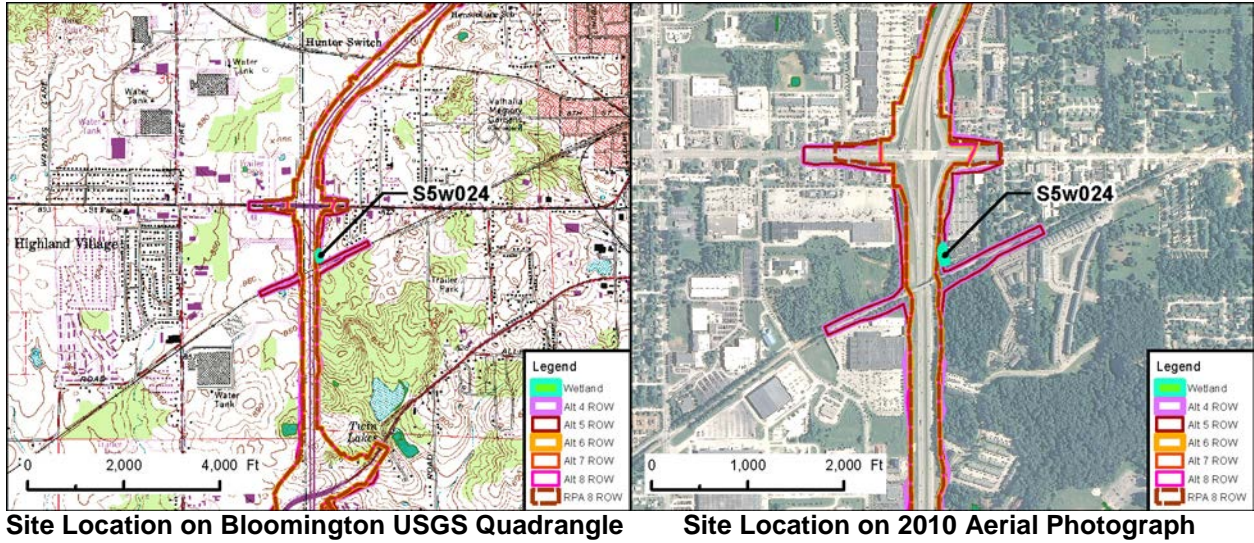 Hunter Switch
Water
Tank
Water
Tank
Water
Tank
Valhalla
Memory
Gardens
S5w024
Highland Village
Trailer
Park
ROAD
Water
Tank
Twin
Lakes
ROAD
0 2,000 4,000 Ft
Legend
Wetland
Alt 4 ROW
Alt 5 ROW
Alt 6 ROW
Alt 7 ROW
Alt 8 ROW
RPA 8 ROW
S5w024
0 1,000 2,000 Ft
Legend
Wetland
Alt 4 ROW
Alt 5 ROW
Alt 6 ROW
Alt 7 ROW
Alt 8 ROW
RPA 8 ROW
Site Location on Bloomington USGS Quadrangle
Site Location on 2010 Aerial Photograph